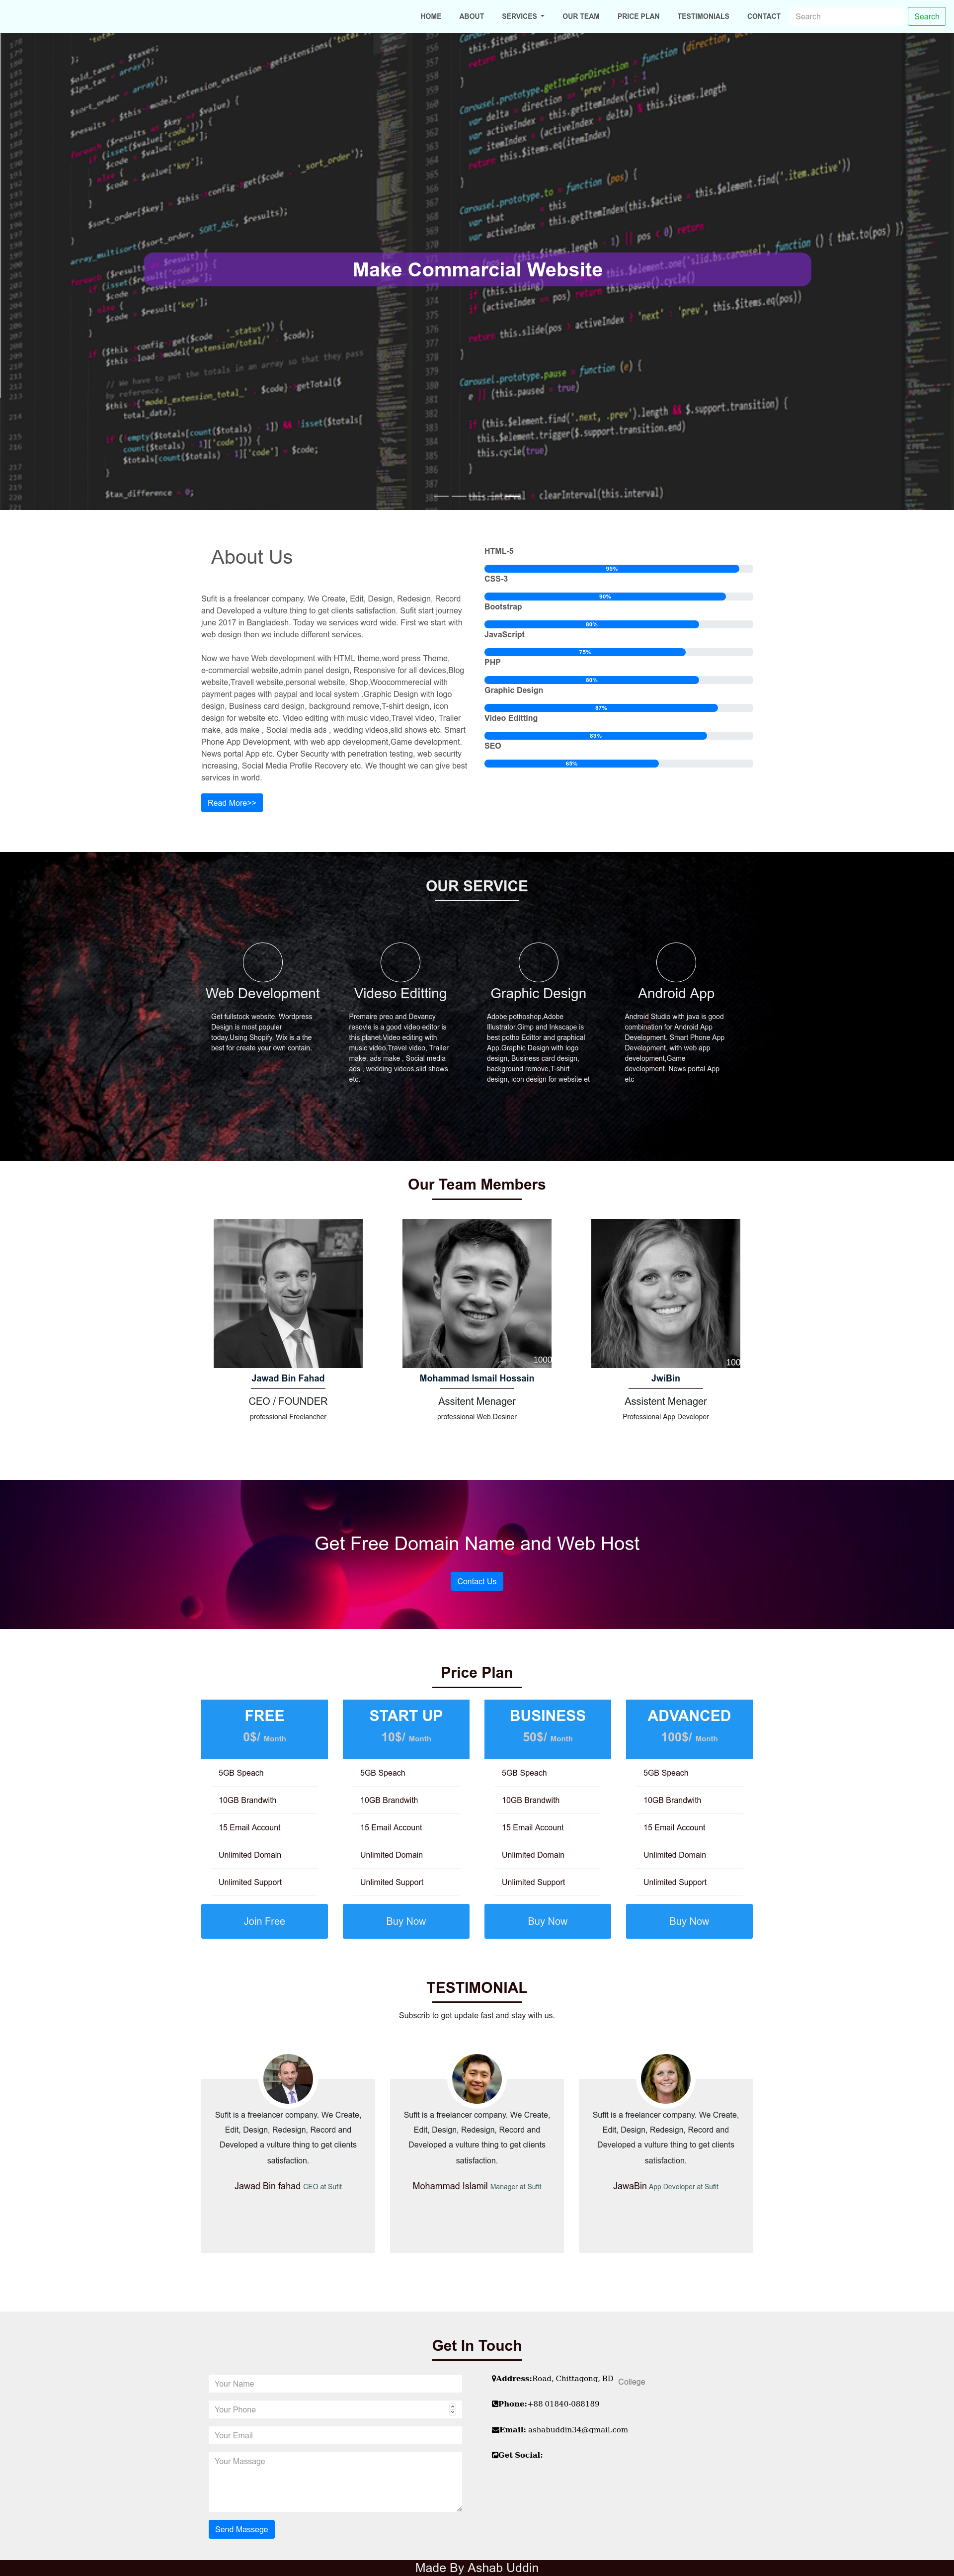 HOME ABOUT SERVICES OUR TEAM PRICE PLAN TESTIMONIALS CONTACT Search Search
Make Commarcial Website
About Us
Sufit is a freelancer company. We Create, Edit, Design, Redesign, Record
and Developed a vulture thing to get clients satisfaction. Sufit start journey
june 2017 in Bangladesh. Today we services word wide. First we start with
web design then we include different services.
Now we have Web development with HTML theme,word press Theme,
e-commercial website,admin panel design, Responsive for all devices,Blog
website,Travell website,personal website, Shop,Woocommerecial with
payment pages with paypal and local system .Graphic Design with logo
design, Business card design, background remove,T-shirt design, icon
design for website etc. Video editing with music video,Travel video, Trailer
make, ads make , Social media ads , wedding videos,slid shows etc. Smart
Phone App Development, with web app development,Game development.
News portal App etc. Cyber Security with penetration testing, web security
increasing, Social Media Profile Recovery etc. We thought we can give best
services in world.
Read More>>
HTML-5
95%
CSS-3
90%
Bootstrap
80%
JavaScript
75%
PHP
80%
Graphic Design
87%
Video Editting
83%
SEO
65%
OUR SERVICE
Web Development
Get fullstock website. Wordpress
Design is most populer
today.Using Shopify, Wix is a the
best for create your own contain.
Videso Editting
Premaire preo and Devancy
resovle is a good video editor is
this planet.Video editing with
music video,Travel video, Trailer
make, ads make , Social media
ads , wedding videos,slid shows
etc.
Graphic Design
Adobe pothoshop,Adobe
Illustrator,Gimp and Inkscape is
best potho Edittor and graphical
App.Graphic Design with logo
design, Business card design,
background remove,T-shirt
design, icon design for website et
Android App
Android Studio with java is good
combination for Android App
Development. Smart Phone App
Development, with web app
development,Game
development. News portal App
etc
Our Team Members
1000
100
Jawad Bin Fahad
CEO / FOUNDER
professional Freelancher
Mohammad Ismail Hossain
Assitent Menager
professional Web Desiner
JwiBin
Assistent Menager
Professional App Developer
Get Free Domain Name and Web Host
Contact Us
Price Plan
FREE
0$/ Month
5GB Speach
10GB Brandwith
15 Email Account
Unlimited Domain
Unlimited Support
Join Free
START UP
10$/ Month
5GB Speach
10GB Brandwith
15 Email Account
Unlimited Domain
Unlimited Support
Buy Now
BUSINESS
50$/ Month
5GB Speach
10GB Brandwith
15 Email Account
Unlimited Domain
Unlimited Support
Buy Now
ADVANCED
100$/ Month
5GB Speach
10GB Brandwith
15 Email Account
Unlimited Domain
Unlimited Support
Buy Now
TESTIMONIAL
Subscrib to get update fast and stay with us.
Sufit is a freelancer company. We Create,
Edit, Design, Redesign, Record and
Developed a vulture thing to get clients
satisfaction.
Jawad Bin fahad CEO at Sufit
Sufit is a freelancer company. We Create,
Edit, Design, Redesign, Record and
Developed a vulture thing to get clients
satisfaction.
Mohammad Islamil Manager at Sufit
Sufit is a freelancer company. We Create,
Edit, Design, Redesign, Record and
Developed a vulture thing to get clients
satisfaction.
JawaBin App Developer at Sufit
Get In Touch
Your Name
Your Phone
Your Email
Your Massage
Send Massege
Address:Road, Chittagong, BD College
Phone:+88 01840-088189
Email: ashabuddin34@gmail.com
Get Social:
Made By Ashab Uddin